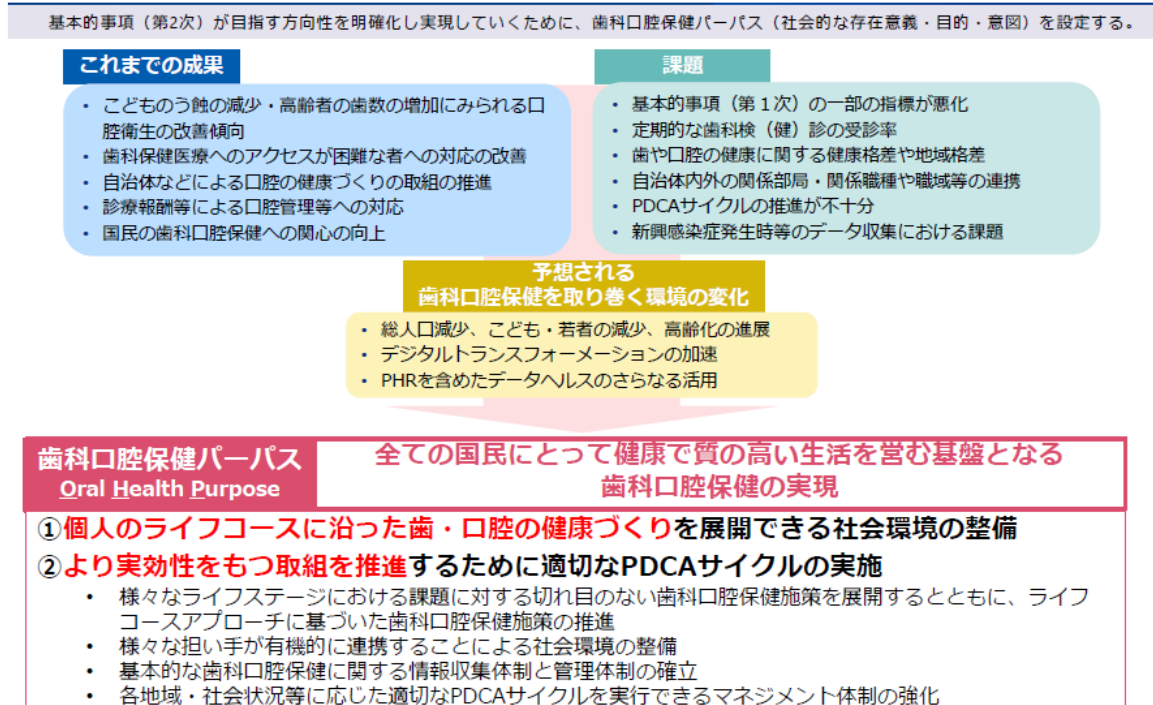 基本的事項（第2次）が目指す方向性を明確化し実現していくために、歯科口腔保健パーパス（社会的な存在意義・目的・意図）を設定する。
これまでの成果
・ こどものう蝕の減少・高齢者の歯数の増加にみられる口
腔衛生の改善傾向
・ 歯科保健医療へのアクセスが困難な者への対応の改善
・ 自治体などによる口腔の健康づくりの取組の推進
・ 診療報酬等による口腔管理等への対応
・ 国民の歯科口腔保健への関心の向上
課題
・ 基本的事項（第１次）の一部の指標が悪化
・ 定期的な歯科検（健）診の受診率
・ 歯や口腔の健康に関する健康格差や地域格差
・ 自治体内外の関係部局・関係職種や職域等の連携
・ PDCAサイクルの推進が不十分
・ 新興感染症発生時等のデータ収集における課題
予想される
歯科口腔保健を取り巻く環境の変化
・ 総人口減少、こども・若者の減少、高齢化の進展
・ デジタルトランスフォーメーションの加速
・ PHRを含めたデータヘルスのさらなる活用
歯科口腔保健パーパス
Oral Health Purpose
全ての国民にとって健康で質の高い生活を営む基盤となる
歯科口腔保健の実現
①個人のライフコースに沿った歯・口腔の健康づくりを展開できる社会環境の整備
②より実効性をもつ取組を推進するために適切なPDCAサイクルの実施
• 様々なライフステージにおける課題に対する切れ目のない歯科口腔保健施策を展開するとともに、ライフ
コースアプローチに基づいた歯科口腔保健施策の推進
• 様々な担い手が有機的に連携することによる社会環境の整備
• 基本的な歯科口腔保健に関する情報収集体制と管理体制の確立
• 各地域・社会状況等に応じた適切なPDCAサイクルを実行できるマネジメント体制の強化